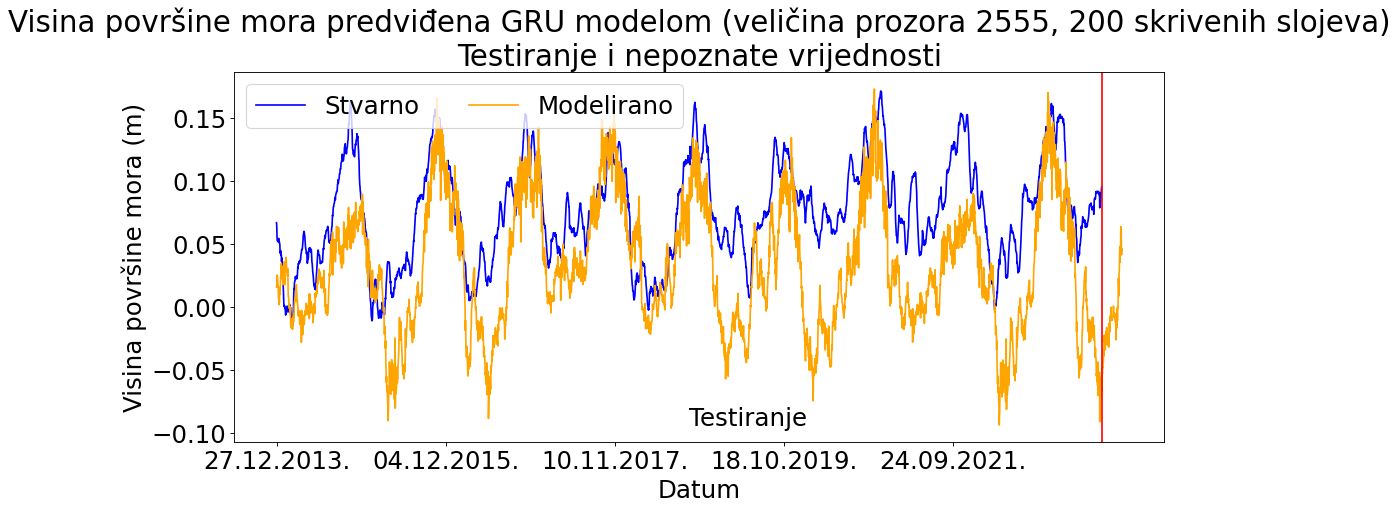 Visina površine mora predviđena GRU modelom (veličina prozora 2555, 200 skrivenih slojeva)
Testiranje i nepoznate vrijednosti
Stvarno
Modelirano
Visina površine mora (m)
0.15
0.10
0.05
0.00
−0.05
−0.10
Testiranje
27.12.2013.
04.12.2015.
10.11.2017.
18.10.2019.
24.09.2021.
Datum